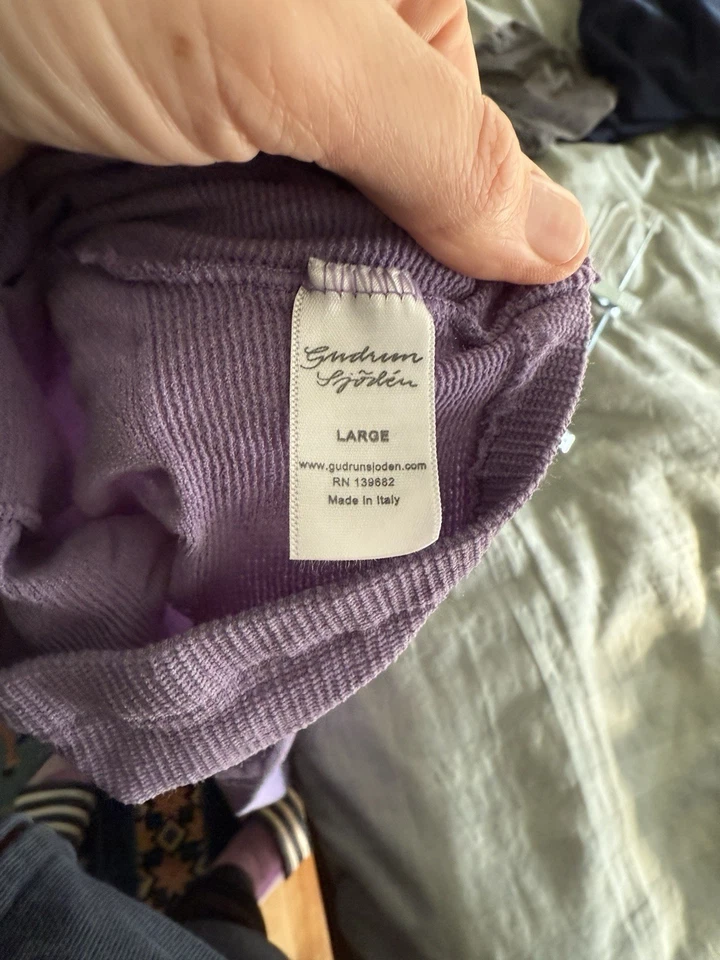 Gudrun
Sjödén
LARGE
www.gudrunsjoden.com
RN 139682
Made in Italy